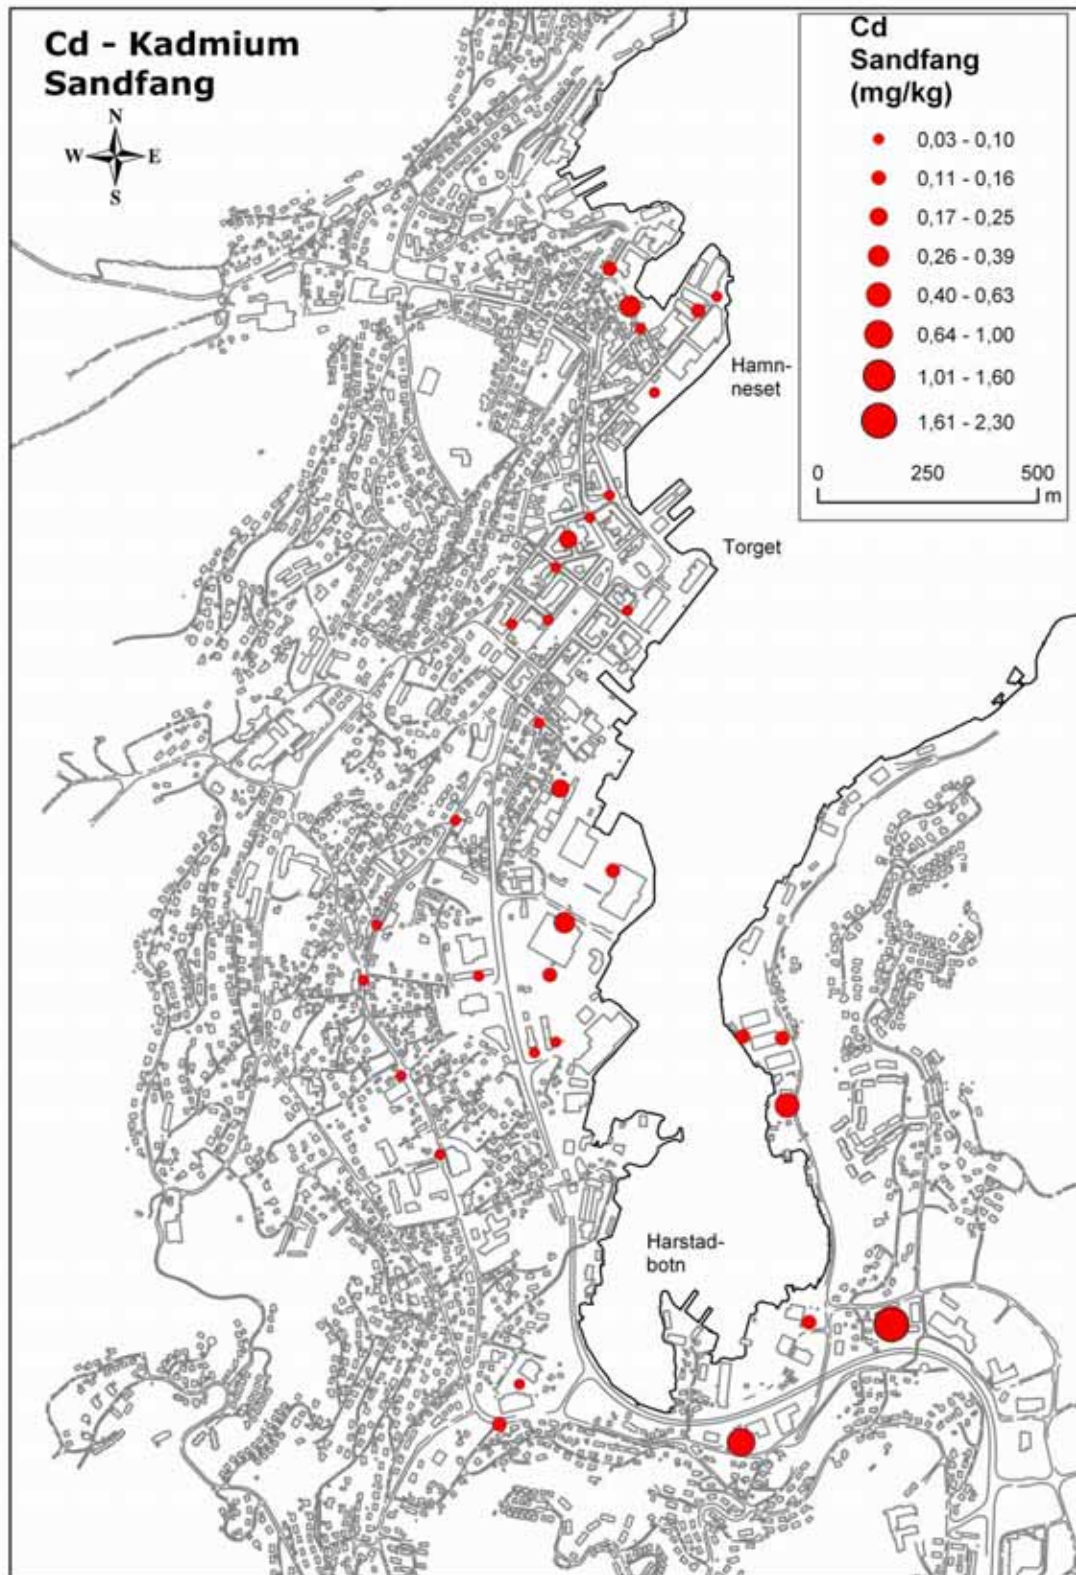 Cd - Kadmium
Sandfang
N
W E
S
Cd
Sandfang
(mg/kg)
0,03 - 0,10
0,11 - 0,16
0,17 - 0,25
0,26 - 0,39
0,40 - 0,63
0,64 - 1,00
1,01 - 1,60
1,61 - 2,30
0 250 500
m
Hamn-
neset
Torget
Harstad-
botn